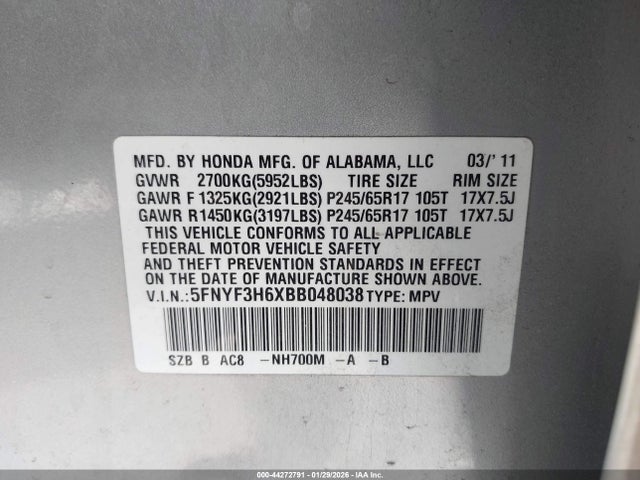 MFD. BY HONDA MFG. OF ALABAMA, LLC 03/' 11
GVWR 2700KG(5952LBS) TIRE SIZE RIM SIZE
GAWR F 1325KG(2921LBS) P245/65R17 105T 17X7.5J
GAWR R 1450KG(3197LBS) P245/65R17 105T 17X7.5J
THIS VEHICLE CONFORMS TO ALL APPLICABLE
FEDERAL MOTOR VEHICLE SAFETY
AND THEFT PREVENTION STANDARDS IN EFFECT
ON THE DATE OF MANUFACTURE SHOWN ABOVE.
V.I.N.:5FNYF3H6XBB048038 TYPE: MPV
SZB B AC8 -NH700M -A -B
000-44272791 - 01/29/2026 - IAA Inc.